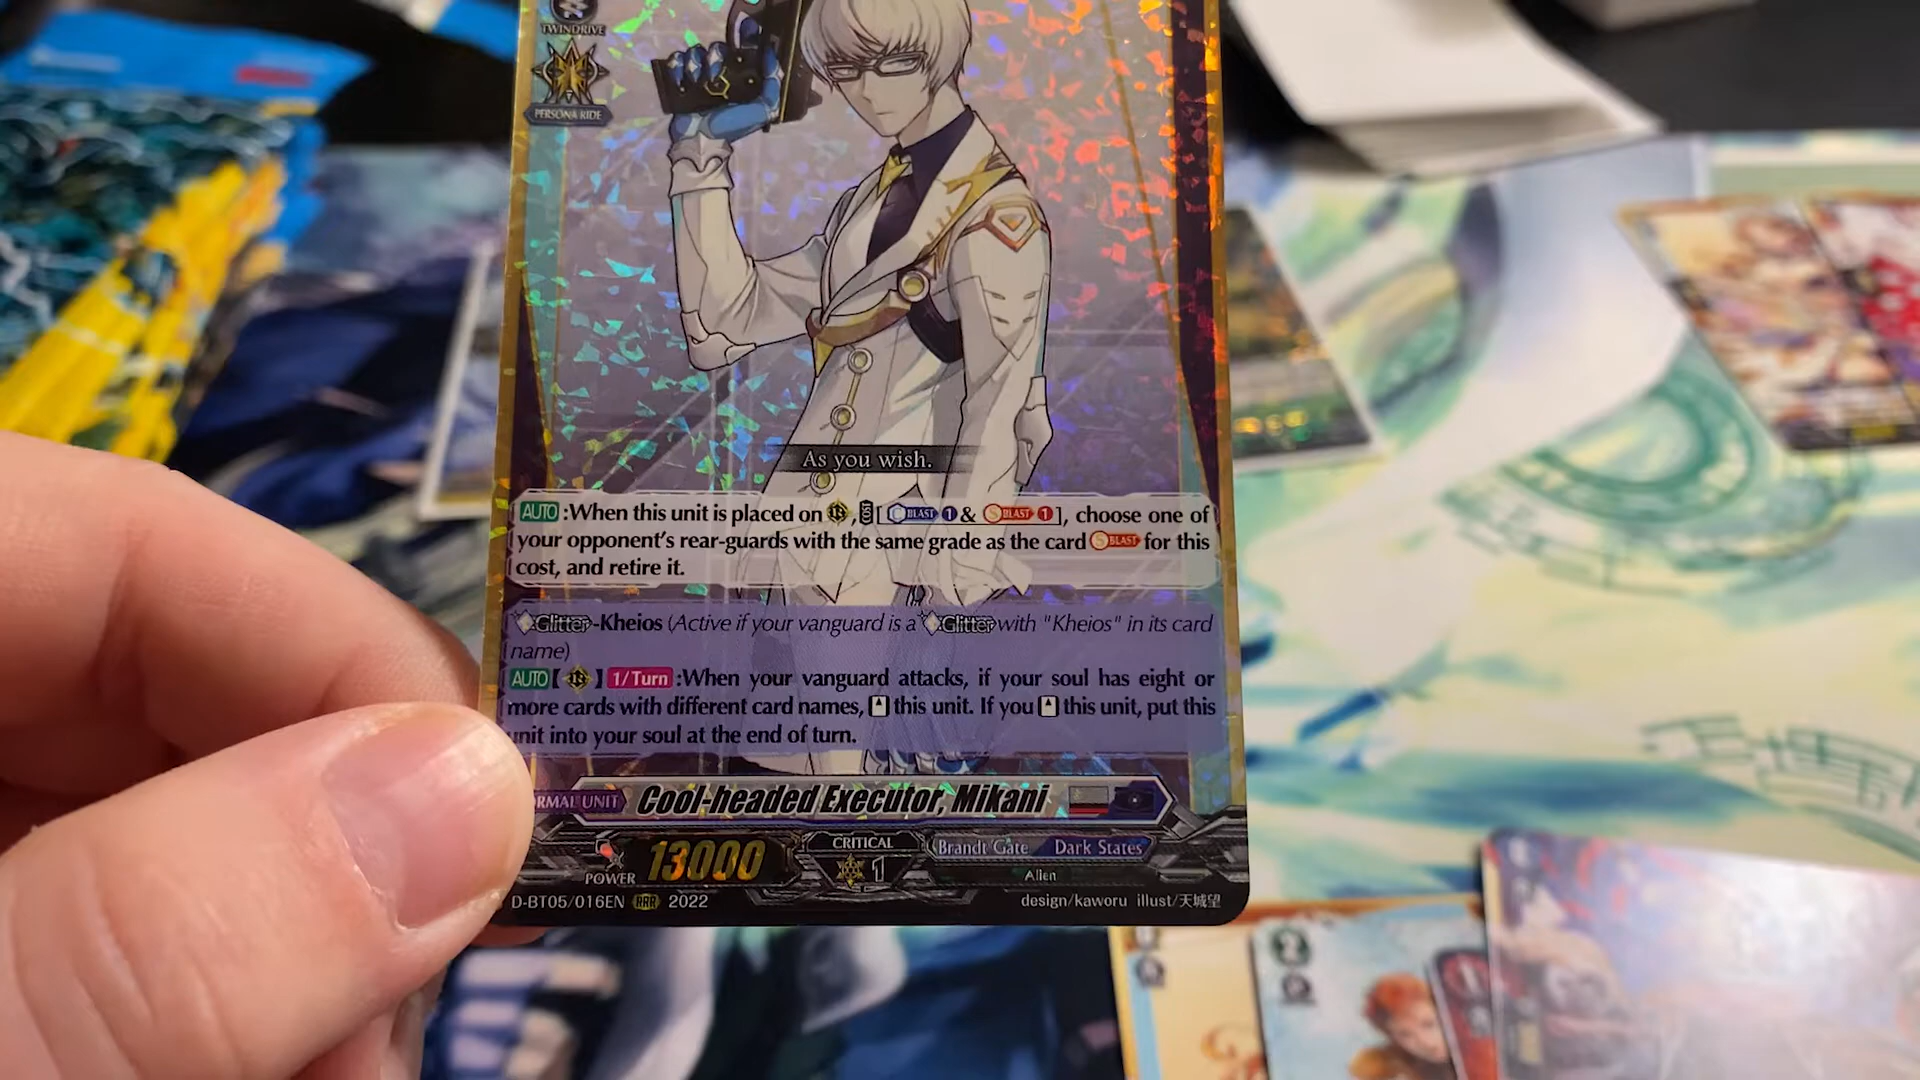 TWINDRIVE
PERSONA RIDE
As you wish.
AUTO :When this unit is placed on , COST [ C BLAST 1 & S BLAST 1 ], choose one of
your opponent's rear-guards with the same grade as the card S BLAST for this
cost, and retire it.
Glitter -Kheios (Active if your vanguard is a Glitter with "Kheios" in its card
name)
AUTO 【 】 1/Turn :When your vanguard attacks, if your soul has eight or
more cards with different card names, this unit. If you this unit, put this
unit into your soul at the end of turn.
ORMAL UNIT Cool-headed Executor, Mikani
POWER 13000 CRITICAL 1 Brandt Gate Dark States
Alien
D-BT05/016EN RRR 2022 design/kaworu illust/天城望
2